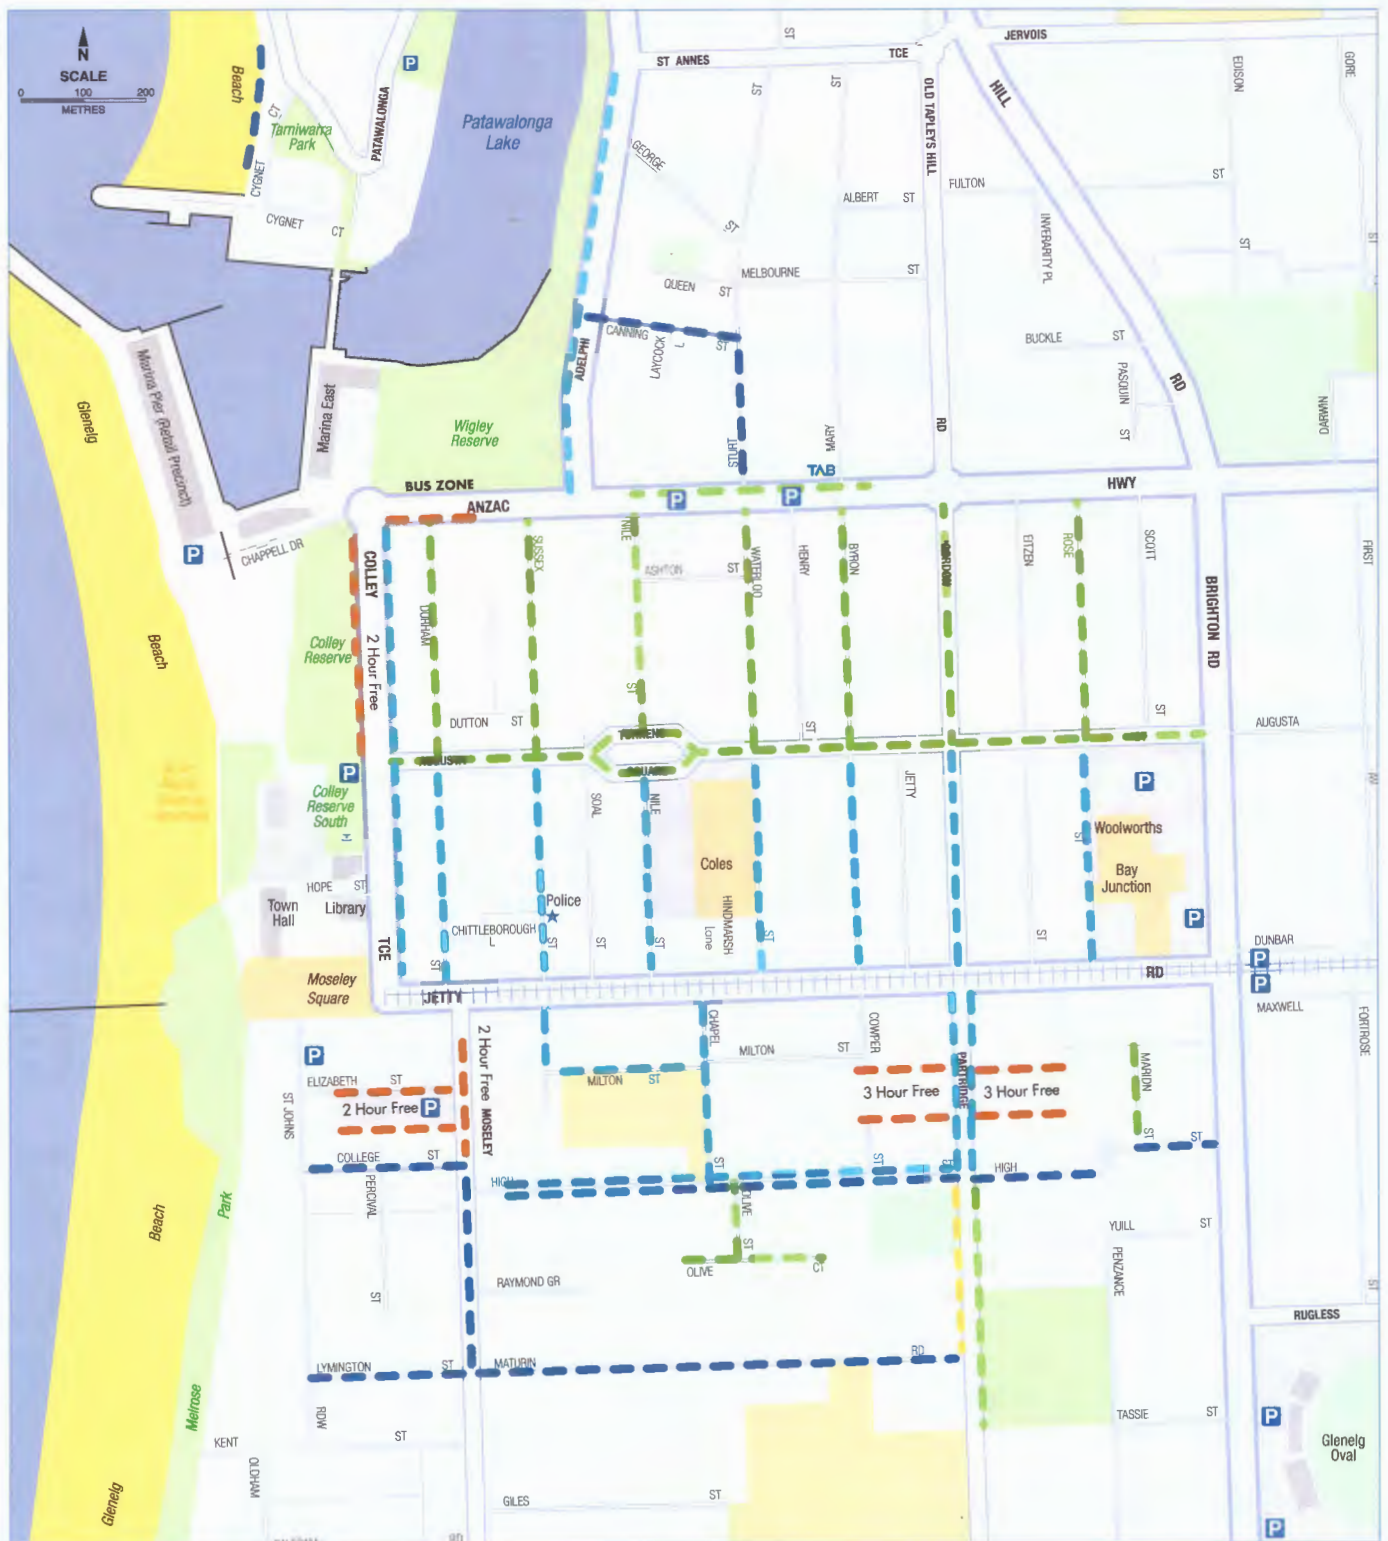 N
SCALE
0 100 200
METRES
Beach
P
PATAWALONGA
CT
Tarniwarra
Park
CYGNET
CYGNET
CT
Patawalonga
Lake
ST ANNES
TCE
ST
ST
ST
JERVOIS
HILL
RD
OLD TAPLEYS HILL
RD
EDISON
ST
ST
GORE
ST
GEORGE
ST
ALBERT ST
FULTON
INVERARITY PL
QUEEN ST
MELBOURNE
ST
CANNING
ST
LAYCOCK
L
ADELPHI
STURT
MARY
BUCKLE ST
PASQUIN
ST
DARWIN
Marina Pier (Retail Precinct)
Marina East
Wigley
Reserve
Glenelg
TAB
BUS ZONE
ANZAC
P
P
HWY
P
CHAPPELL DR
COLLEY
2 Hour Free
TCE
DURHAM
SUSSEX
NILE
ST
ASHTON
ST
WATERLOO
HENRY
ST
BYRON
GORDON
EITZEN
ROSE
SCOTT
ST
BRIGHTON RD
FIRST
Beach
Colley
Reserve
DUTTON ST
TORRENS
SQUARE
AUGUSTA
P
Colley
Reserve
South
SOAL
NILE
JETTY
P
Woolworths
Bay
Junction
ST
Coles
HOPE ST
Town
Hall
Library
Police
CHITTLEBOROUGH
L
HINDMARSH
Lane
ST
ST
ST
ST
ST
ST
P
DUNBAR
P
P
Moseley
Square
JETTY
RD
MAXWELL
FORTROSE
P
ELIZABETH ST
2 Hour Free
P
ST JOHNS
2 Hour Free
MOSELEY
CHAPEL
ST
MILTON ST
MILTON ST
COWPER
ST
3 Hour Free
PARTRIDGE
3 Hour Free
MARION
ST
ST
COLLEGE ST
HIGH
HIGH
PERCIVAL
ST
OLIVE
ST
OLIVE
CT
YUILL ST
PENZANCE
Beach
Park
RAYMOND GR
RUGLESS
ST
LYMINGTON ST
MATURIN
RD
Melrose
RDW
KENT
ST
OLDHAM
TASSIE ST
P
Glenelg
Oval
Glenelg
GILES
ST
P